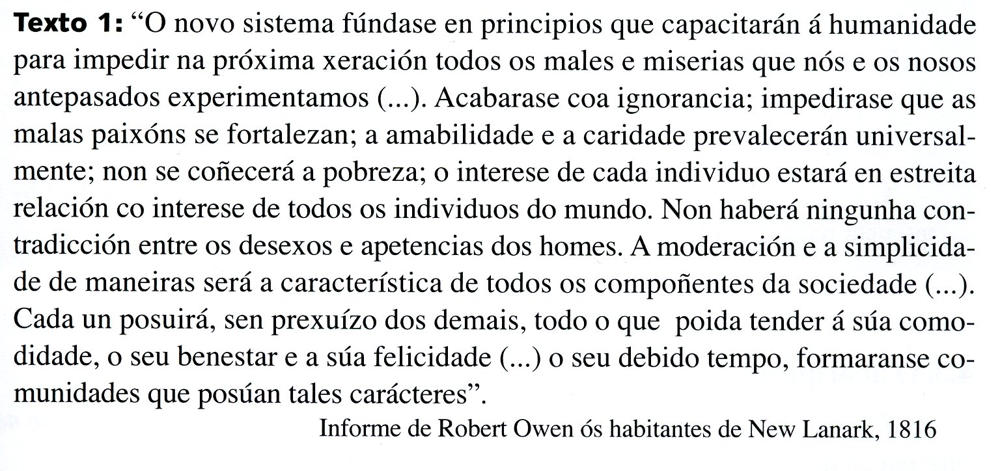 Texto 1: “O novo sistema fúndase en principios que capacitarán á humanidade
para impedir na próxima xeración todos os males e miserias que nós e os nosos
antepasados experimentamos (...). Acabarase coa ignorancia; impedirase que as
malas paixóns se fortalezan; a amabilidade e a caridade prevalecerán universal-
mente; non se coñecerá a pobreza; o interese de cada individuo estará en estreita
relación co interese de todos os individuos do mundo. Non haberá ningunha con-
tradicción entre os desexos e apetencias dos homes. A moderación e a simplicida-
de de maneiras será a característica de todos os compoñentes da sociedade (...).
Cada un posuirá, sen prexuízo dos demais, todo o que poida tender á súa como-
didade, o seu benestar e a súa felicidade (...) o seu debido tempo, formaranse co-
munidades que posúan tales carácteres”.
Informe de Robert Owen ós habitantes de New Lanark, 1816